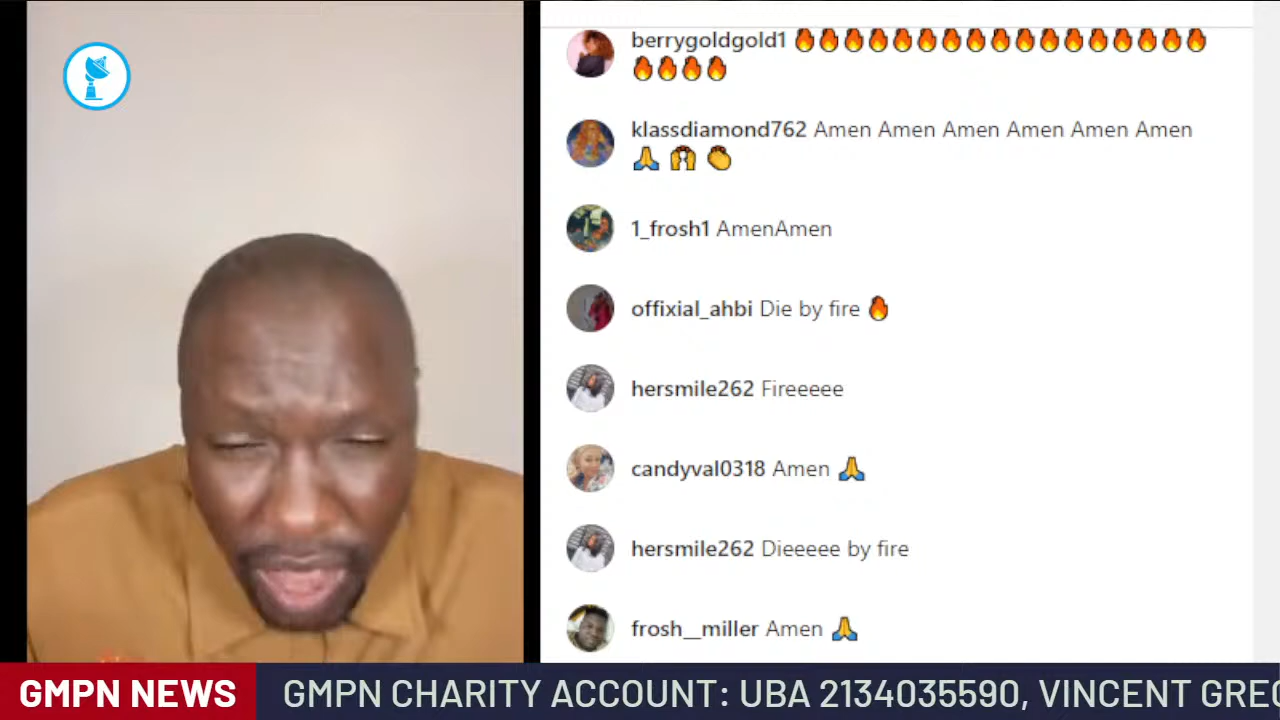 berrygoldgold1 🔥🔥🔥🔥🔥🔥🔥🔥🔥🔥🔥🔥🔥🔥🔥🔥🔥
🔥🔥🔥🔥
klassdiamond762 Amen Amen Amen Amen Amen Amen
🙏 🙌 👏
1_frosh1 AmenAmen
offixial_ahbi Die by fire 🔥
hersmile262 Fireeeee
candyval0318 Amen 🙏
hersmile262 Dieeeee by fire
frosh__miller Amen 🙏
GMPN NEWS GMPN CHARITY ACCOUNT: UBA 2134035590, VINCENT